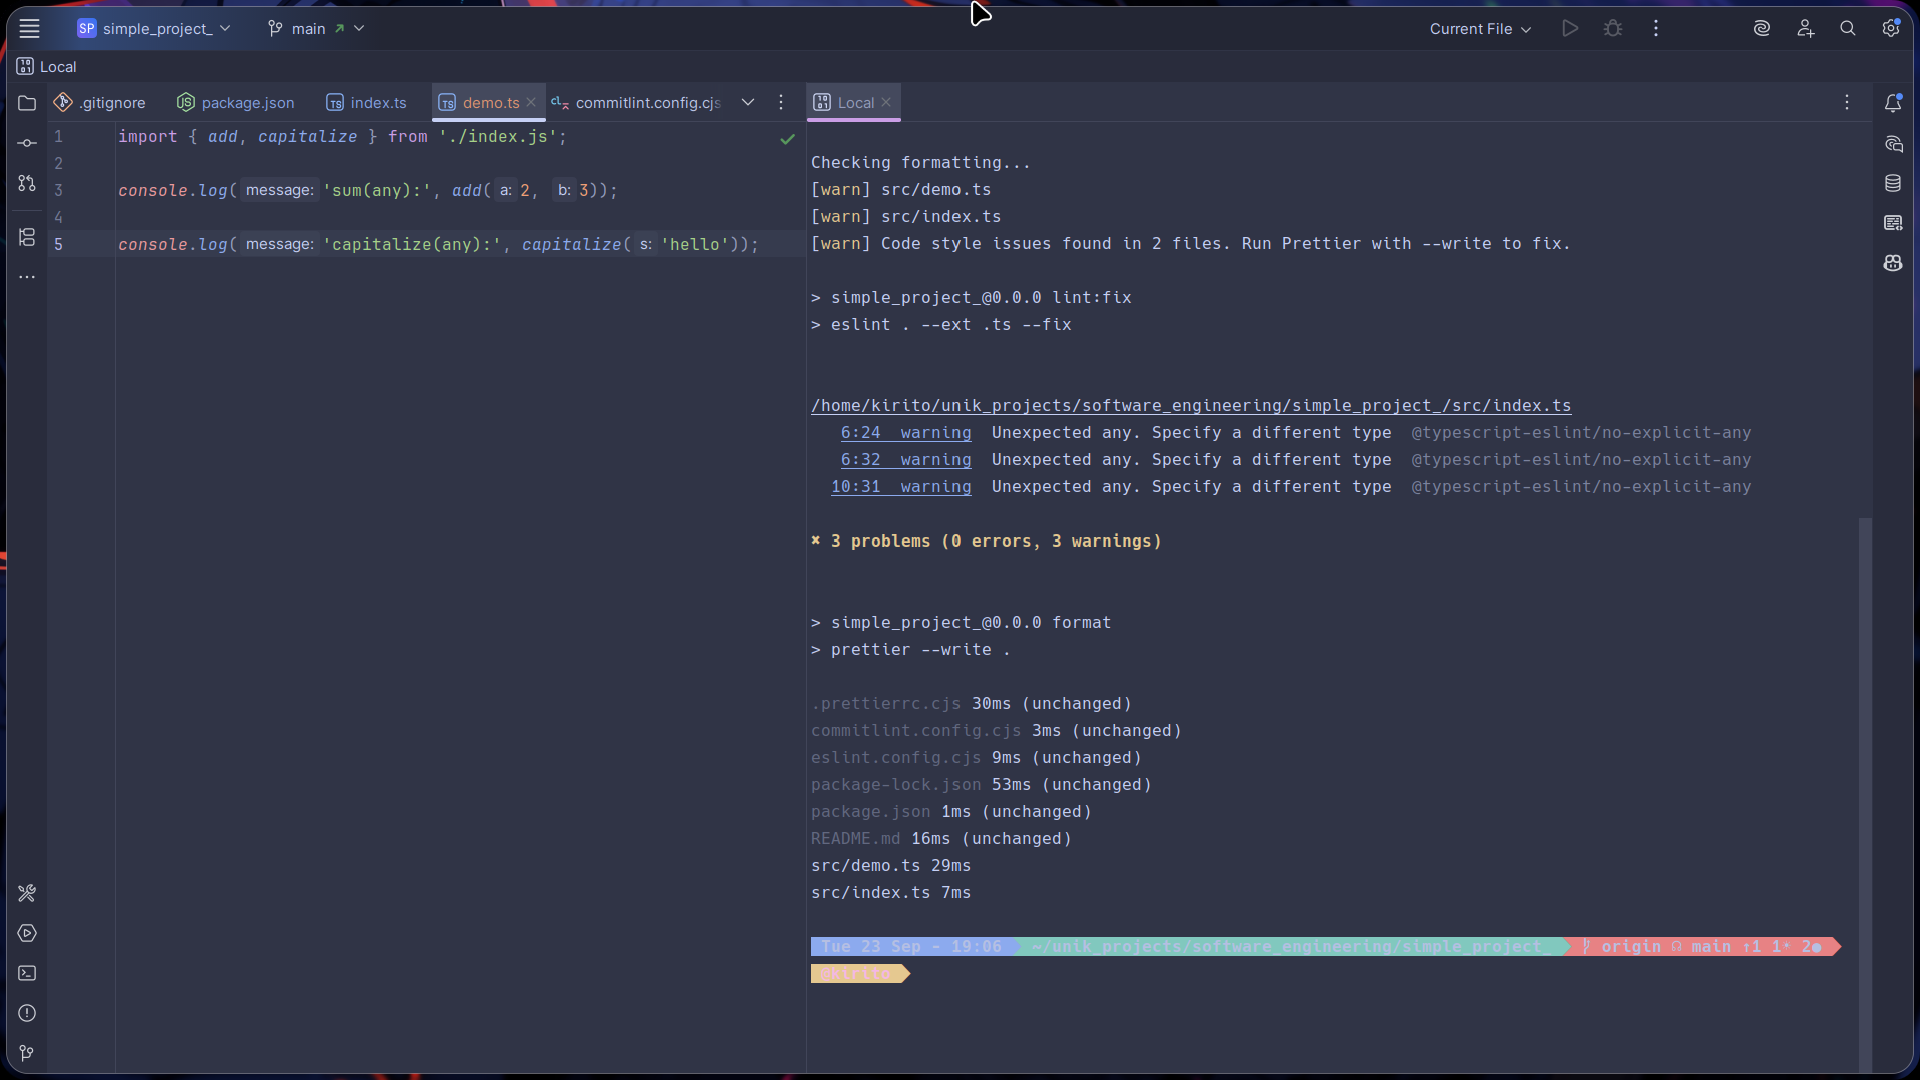 SP simple_project_ main Current File
Local
.gitignore package.json index.ts demo.ts commitlint.config.cjs Local
1 import { add, capitalize } from './index.js';
2
3 console.log( message: 'sum(any):', add( a: 2, b: 3));
4
5 console.log( message: 'capitalize(any):', capitalize( s: 'hello'));
Checking formatting...
[warn] src/demo.ts
[warn] src/index.ts
[warn] Code style issues found in 2 files. Run Prettier with --write to fix.
> simple_project_@0.0.0 lint:fix
> eslint . --ext .ts --fix
/home/kirito/unik_projects/software_engineering/simple_project_/src/index.ts
6:24 warning Unexpected any. Specify a different type @typescript-eslint/no-explicit-any
6:32 warning Unexpected any. Specify a different type @typescript-eslint/no-explicit-any
10:31 warning Unexpected any. Specify a different type @typescript-eslint/no-explicit-any
✖ 3 problems (0 errors, 3 warnings)
> simple_project_@0.0.0 format
> prettier --write .
.prettierrc.cjs 30ms (unchanged)
commitlint.config.cjs 3ms (unchanged)
eslint.config.cjs 9ms (unchanged)
package-lock.json 53ms (unchanged)
package.json 1ms (unchanged)
README.md 16ms (unchanged)
src/demo.ts 29ms
src/index.ts 7ms
Tue 23 Sep - 19:06 ~/unik_projects/software_engineering/simple_project_ origin main ↑1 1* 2●
@kirito